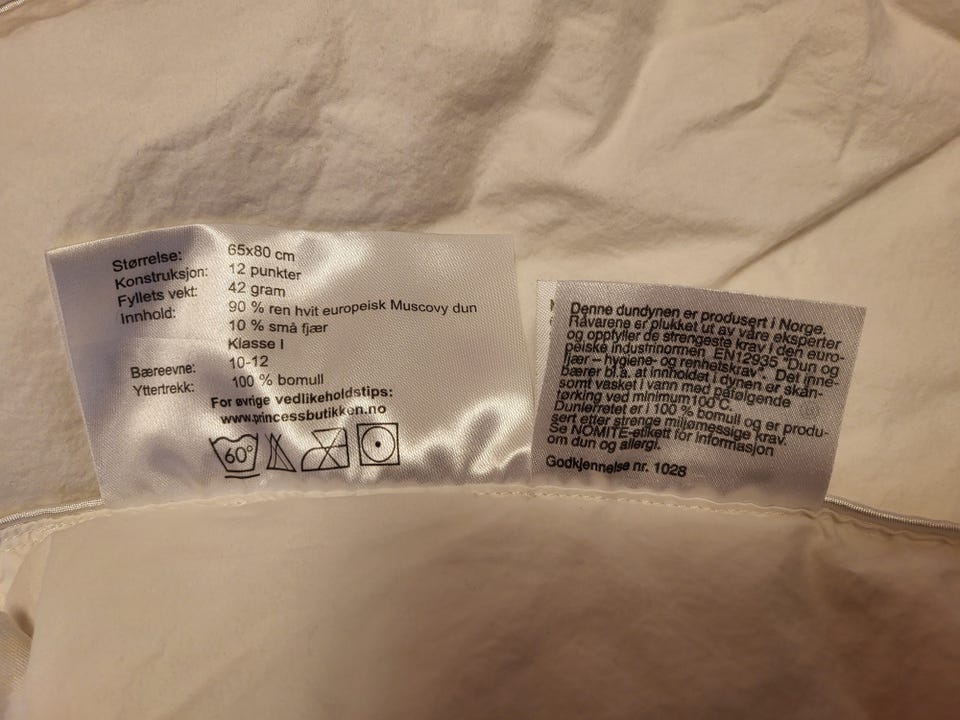 Størrelse: 65x80 cm
Konstruksjon: 12 punkter
Fyllets vekt: 42 gram
Innhold: 90 % ren hvit europeisk Muscovy dun
10 % små fjær
Klasse I
Bæreevne: 10-12
Yttertrekk: 100 % bomull
For øvrige vedlikeholdstips:
www.princessbutikken.no
60°
Denne dundynen er produsert i Norge.
Råvarene er plukket ut av våre eksperter
og oppfyller de strengeste krav i den euro-
peiske industrinormen EN12935 "Dun og
fjær – hygiene- og renhetskrav". Det inne-
bærer bl.a. at innholdet i dynen er skån-
somt vasket i vann med påfølgende
tørking ved minimum100°C
Dunlerretet er i 100 % bomull og er produ-
sert etter strenge miljømessige krav.
Se NOMITE-etikett for informasjon
om dun og allergi.
Godkjennelse nr. 1028